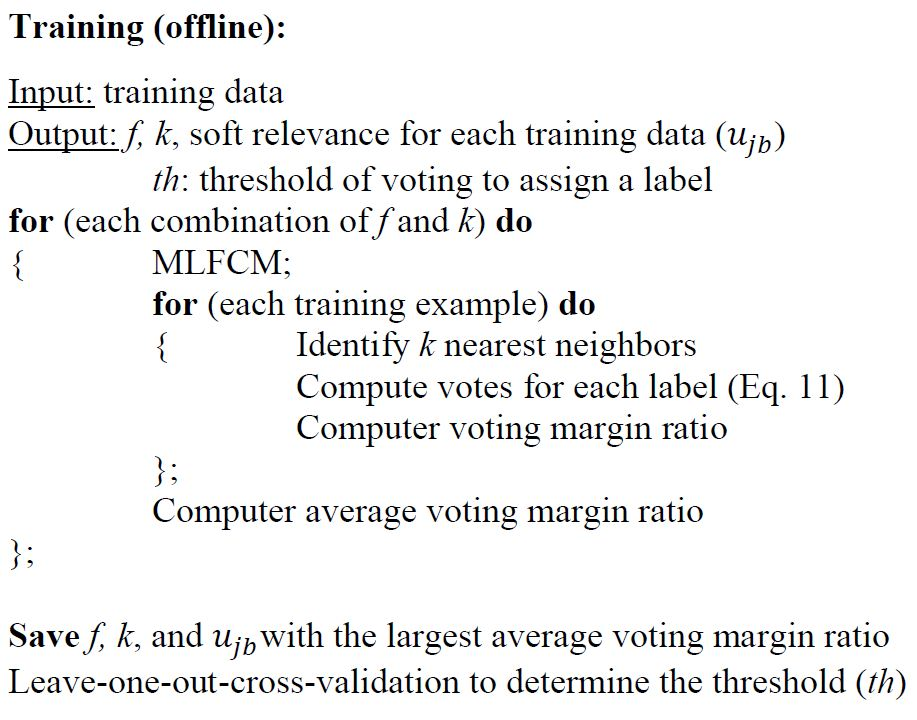 Training (offline):
Input: training data
Output: f, k, soft relevance for each training data (u_{jb})
th: threshold of voting to assign a label
for (each combination of f and k) do
{ MLFCM;
for (each training example) do
{ Identify k nearest neighbors
Compute votes for each label (Eq. 11)
Computer voting margin ratio
};
Computer average voting margin ratio
};
Save f, k, and u_{jb} with the largest average voting margin ratio
Leave-one-out-cross-validation to determine the threshold (th)